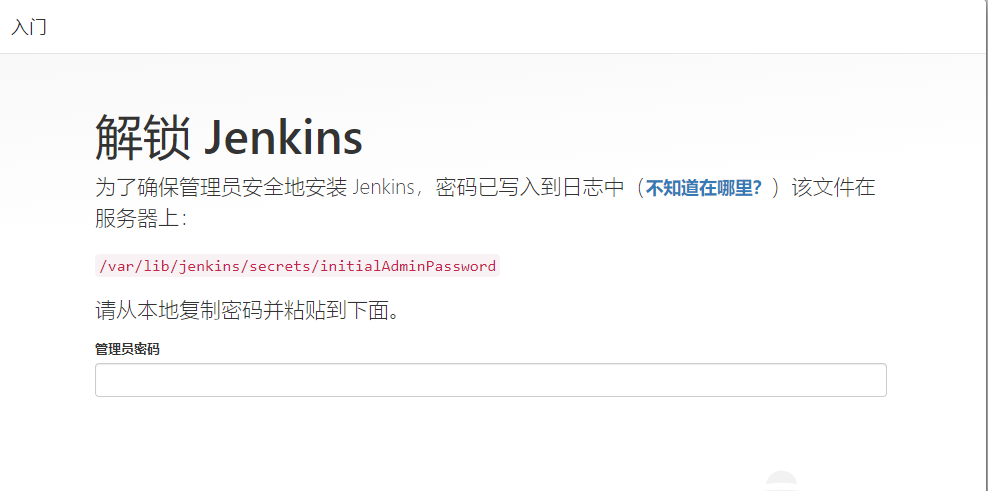 入门
解锁 Jenkins
为了确保管理员安全地安装 Jenkins，密码已写入到日志中（不知道在哪里？）该文件在
服务器上：
/var/lib/jenkins/secrets/initialAdminPassword
请从本地复制密码并粘贴到下面。
管理员密码